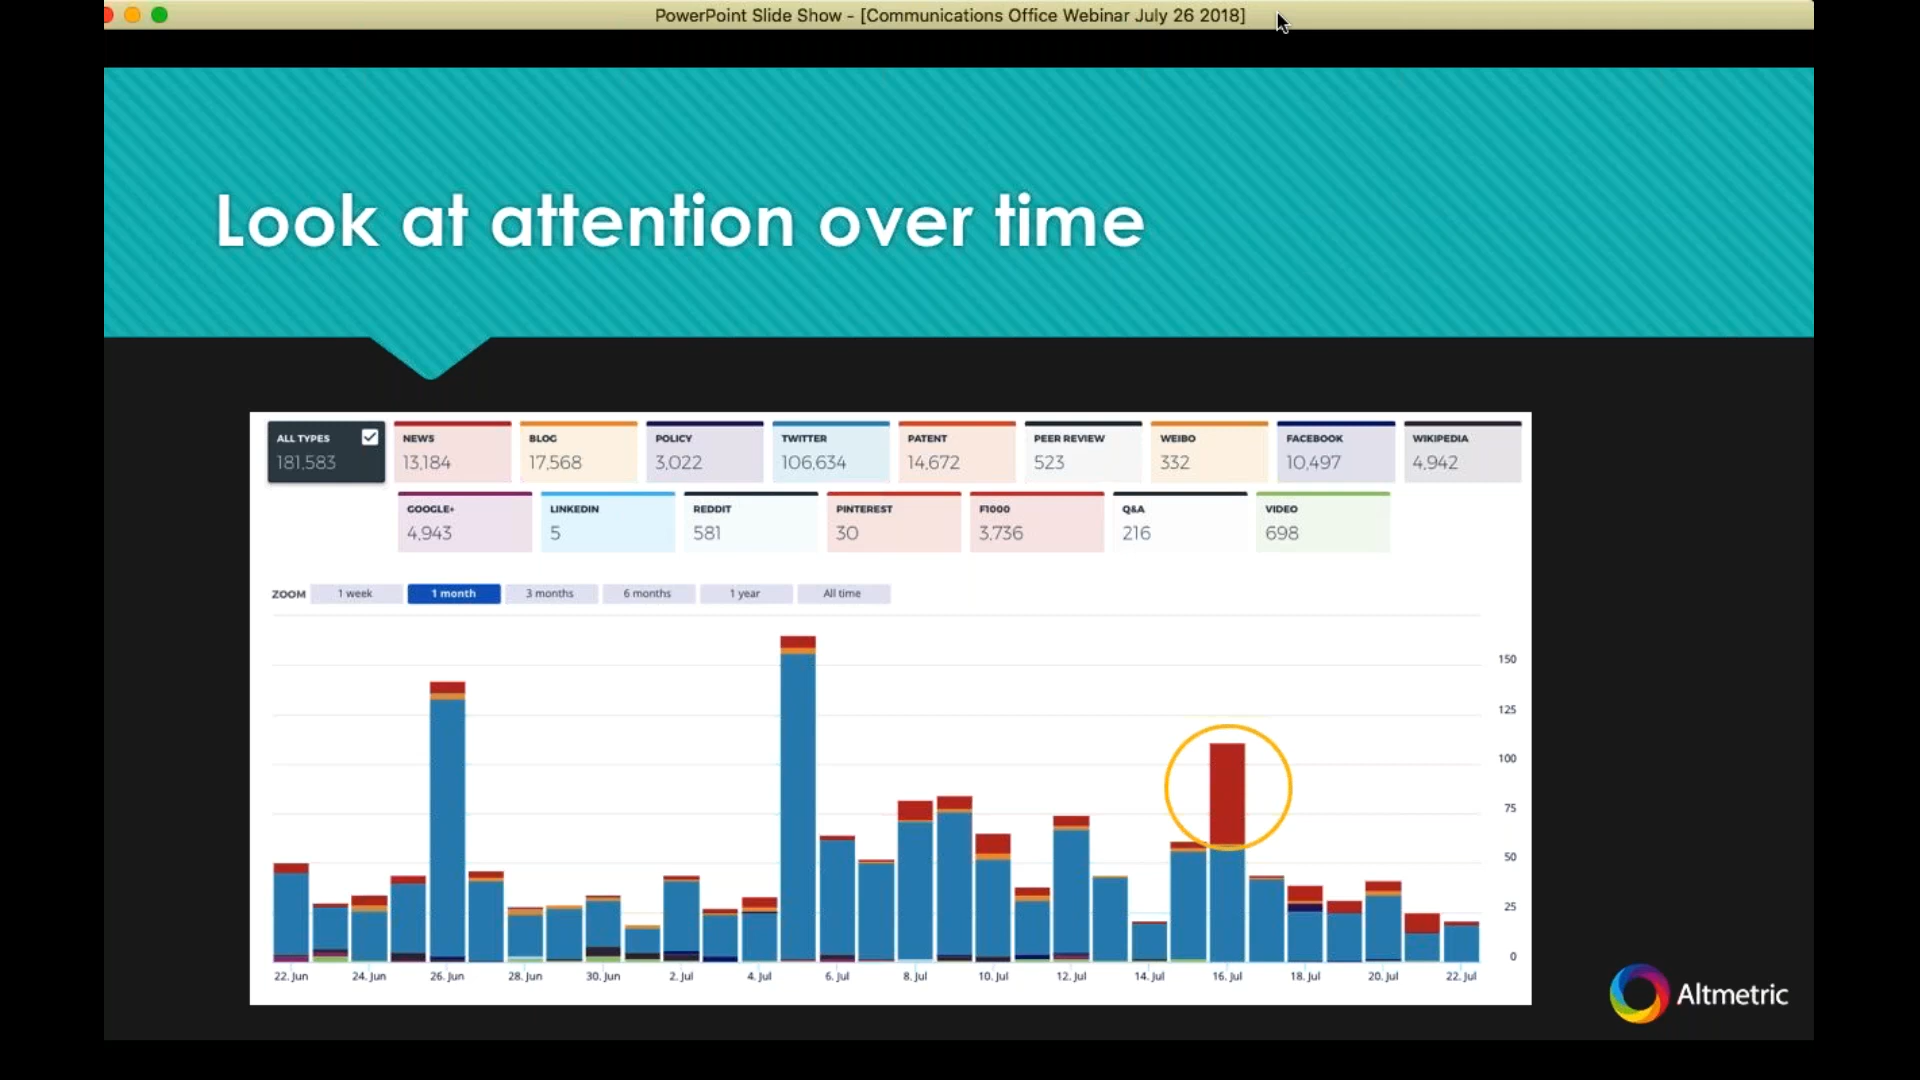 PowerPoint Slide Show - [Communications Office Webinar July 26 2018]
Look at attention over time
ALL TYPES NEWS BLOG POLICY TWITTER PATENT PEER REVIEW WEIBO FACEBOOK WIKIPEDIA
181,583 13,184 17,568 3,022 106,634 14,672 523 332 10,497 4,942
GOOGLE+ LINKEDIN REDDIT PINTEREST F1000 Q&A VIDEO
4,943 5 581 30 3,736 216 698
ZOOM 1 week 1 month 3 months 6 months 1 year All time
150
125
100
75
50
25
0
22. Jun 24. Jun 26. Jun 28. Jun 30. Jun 2. Jul 4. Jul 6. Jul 8. Jul 10. Jul 12. Jul 14. Jul 16. Jul 18. Jul 20. Jul 22. Jul
Altmetric